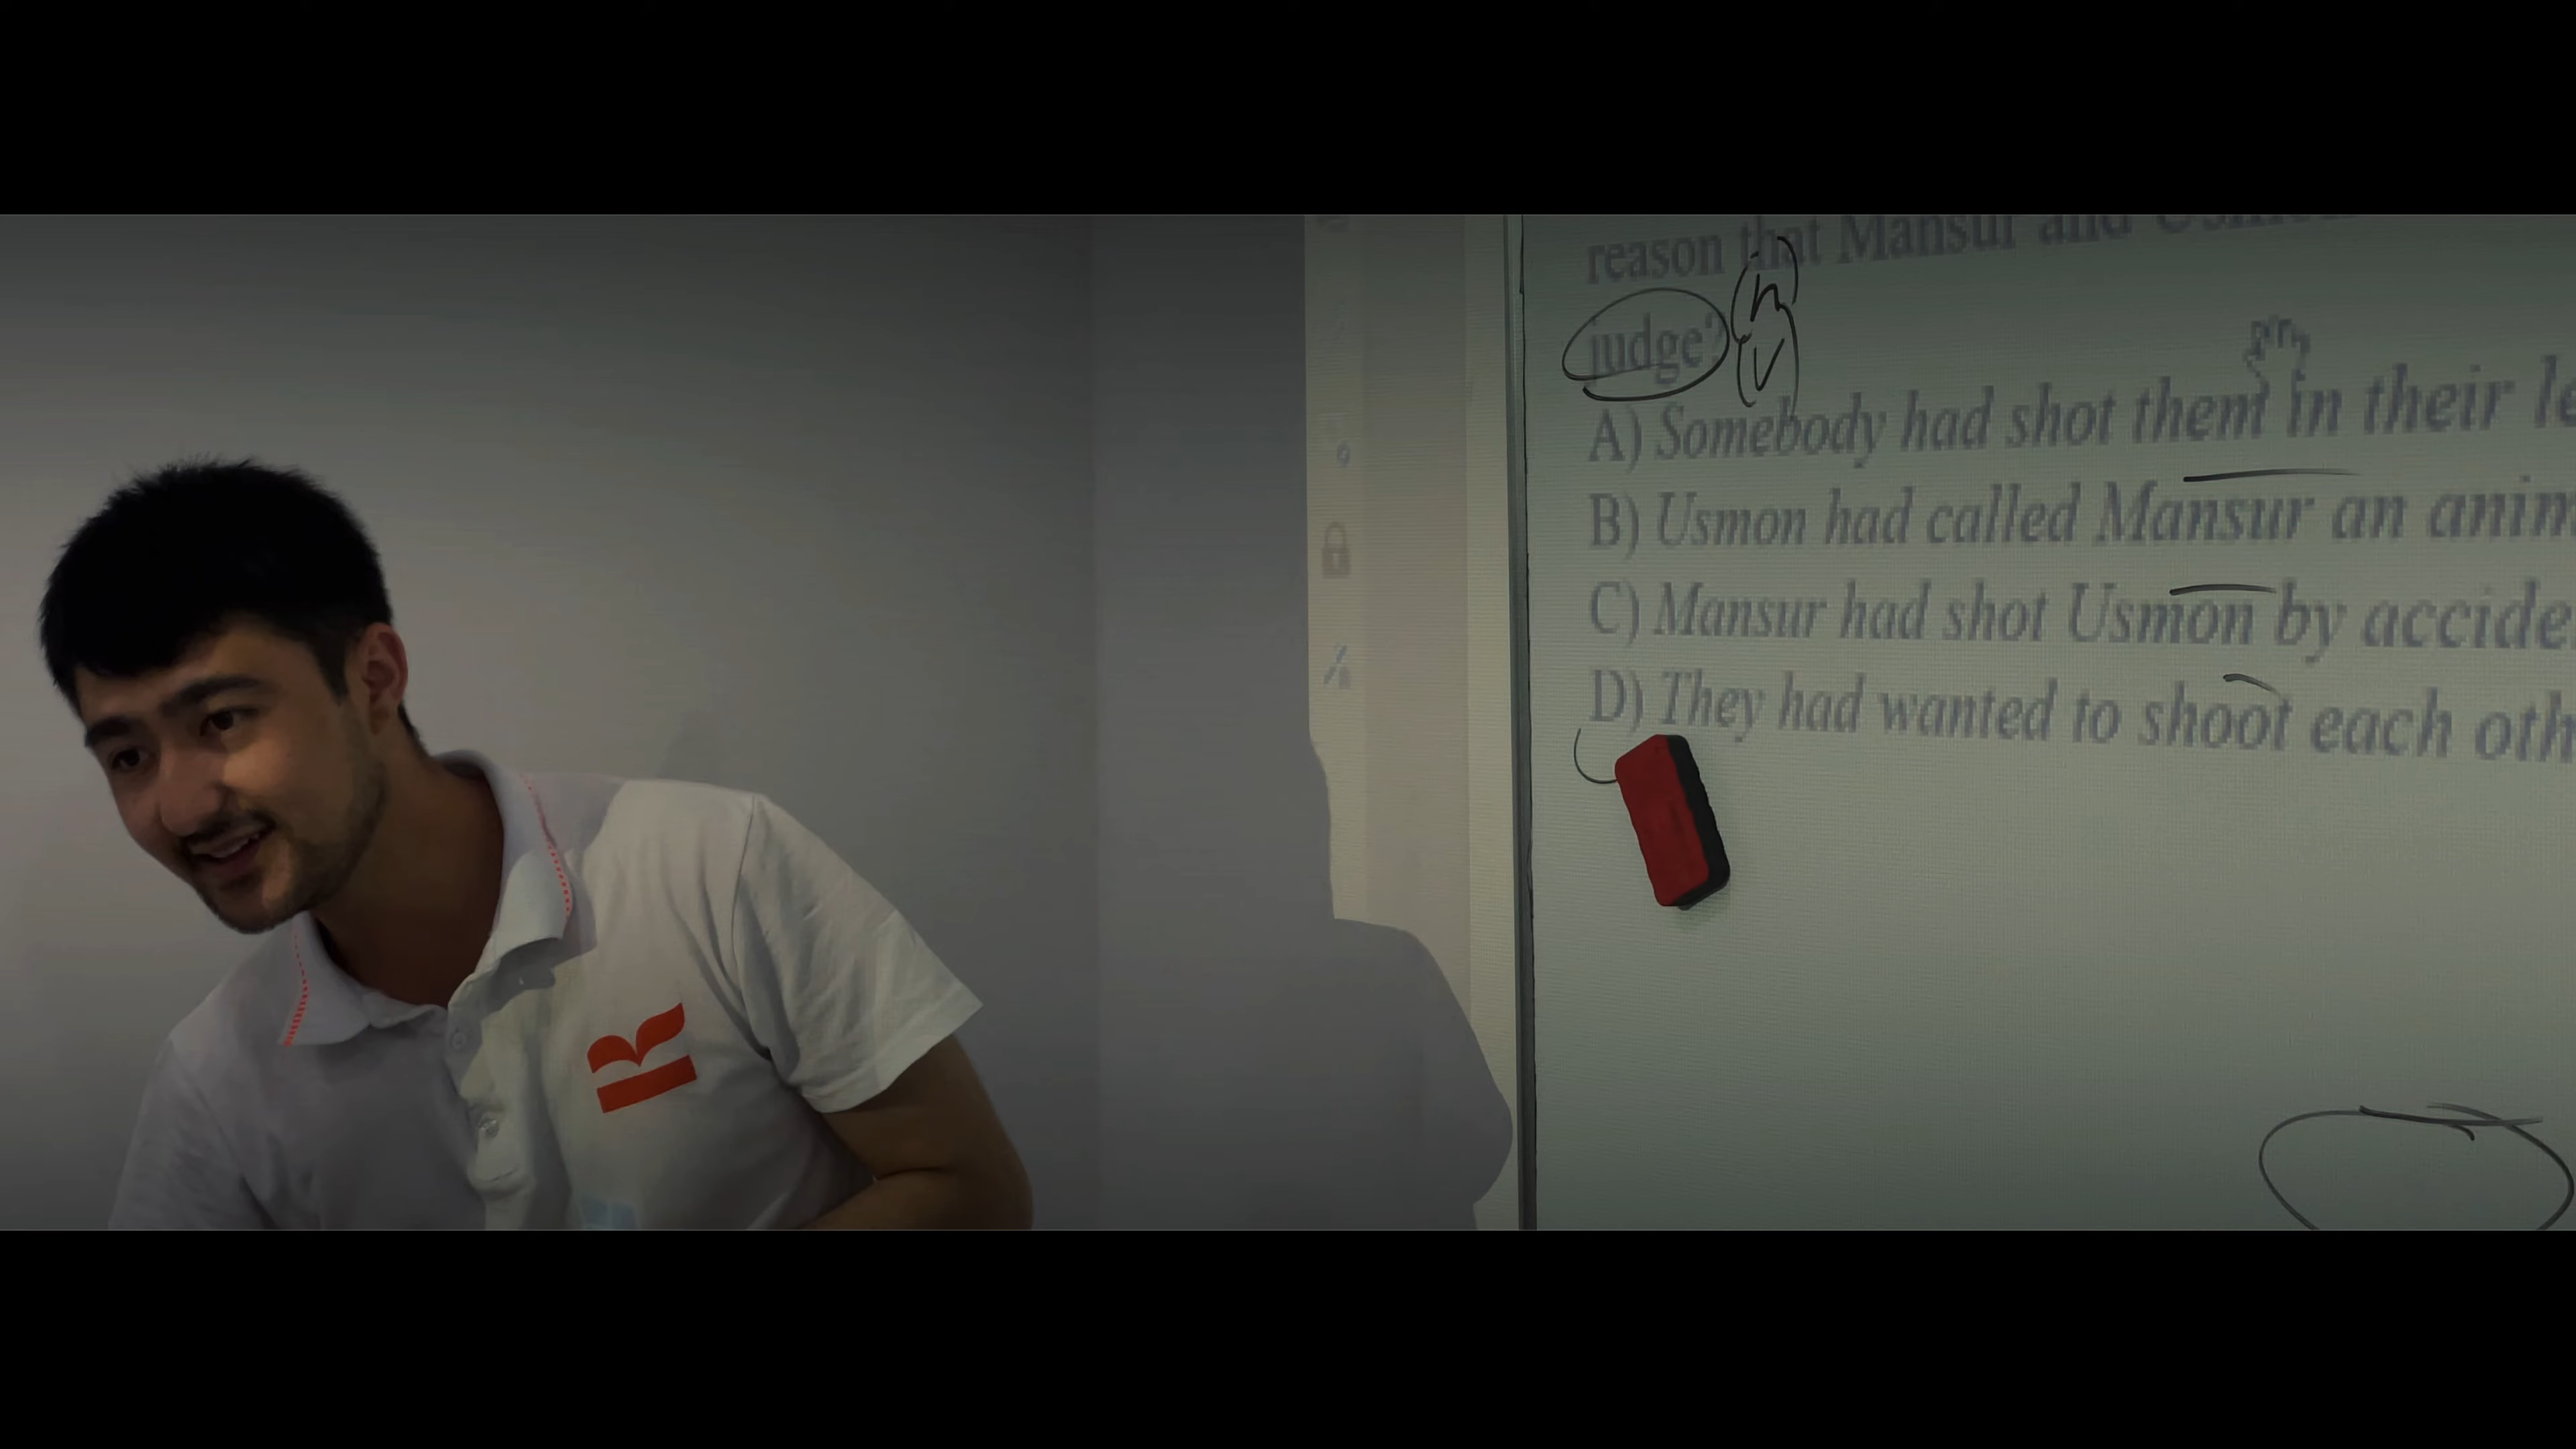 reason that Mansur and
judge?
n
v
A) Somebody had shot them in their le
B) Usmon had called Mansur an anim
C) Mansur had shot Usmon by accide
D) They had wanted to shoot each oth